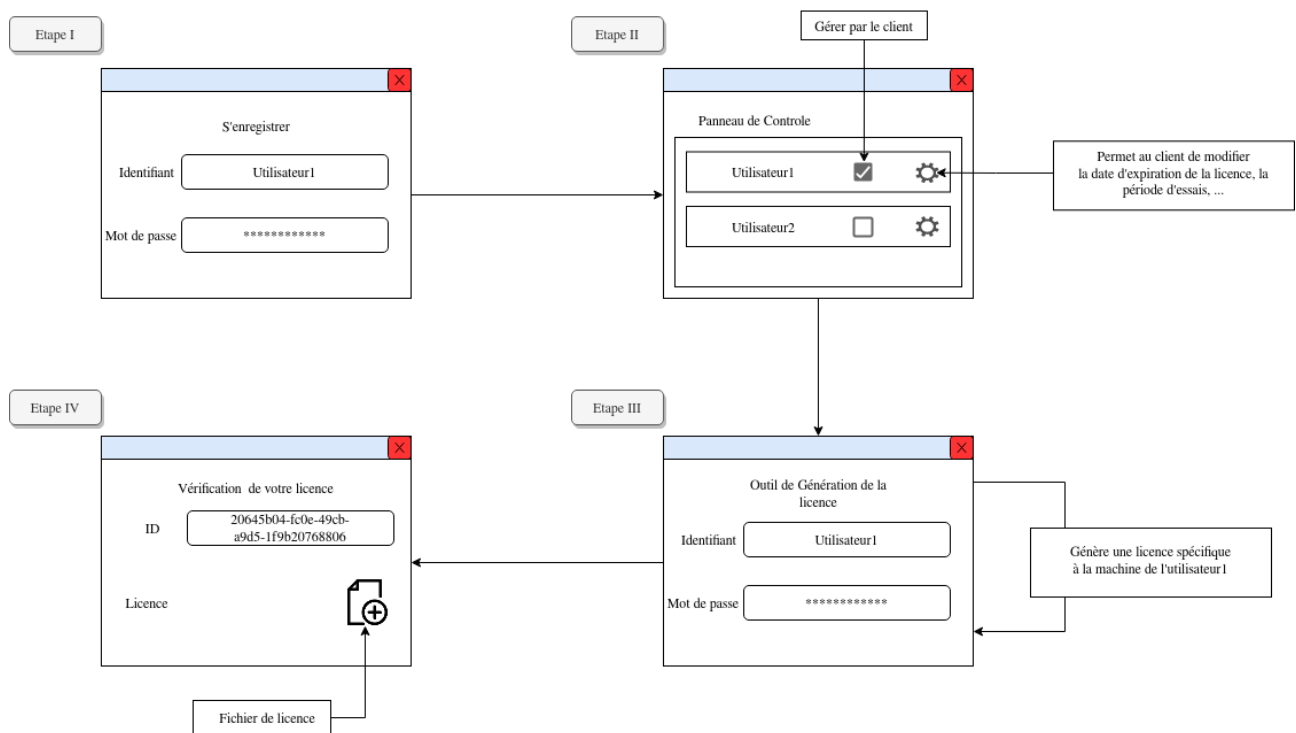 Etape I
S'enregistrer
Identifiant
Utilisateur1
Mot de passe
************
Etape II
Gérer par le client
Panneau de Controle
Utilisateur1
Utilisateur2
Permet au client de modifier
la date d'expiration de la licence, la
période d'essais, ...
Etape IV
Vérification de votre licence
ID
20645b04-fc0e-49cb-
a9d5-1f9b20768806
Licence
Fichier de licence
Etape III
Outil de Génération de la
licence
Identifiant
Utilisateur1
Mot de passe
************
Génère une licence spécifique
à la machine de l'utilisateur1